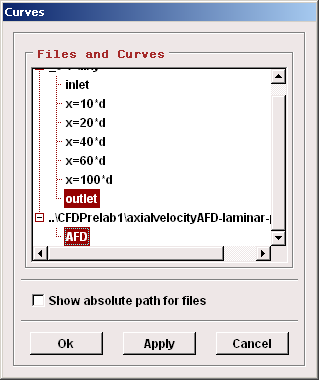 Curves
Files and Curves
inlet
x=10*d
x=20*d
x=40*d
x=60*d
x=100*d
outlet
..\CFDPrelab1\axialvelocityAFD-laminar-
AFD
Show absolute path for files
Ok Apply Cancel